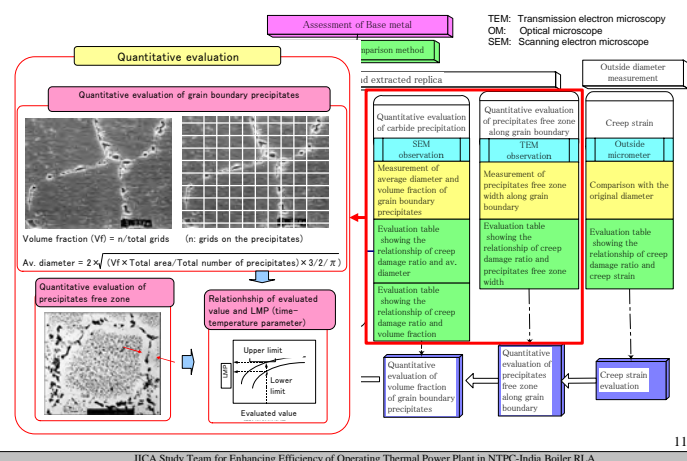 Assessment of Base metal
TEM: Transmission electron microscopy
OM: Optical microscope
SEM: Scanning electron microscope
mparison method
d extracted replica
Outside diameter
measurement
Quantitative evaluation
Quantitative evaluation of grain boundary precipitates
Volume fraction (Vf) = n/total grids
(n: grids on the precipitates)
Av. diameter = 2×√(Vf×Total area/Total number of precipitates)×3/2/π)
Quantitative evaluation of
precipitates free zone
Relationhship of evaluated
value and LMP (time-
temperature parameter)
Upper limit
Lower
limit
LMP
Evaluated value
Quantitative evaluation
of carbide precipitation
SEM
observation
Measurement of
average diameter and
volume fraction of
grain boundary
precipitates
Evaluation table
showing the
relationship of creep
damage ratio and av.
diameter
Evaluation table
showing the
relationship of creep
damage ratio and
volume fraction
Quantitative
evaluation of
volume fraction
of grain boundary
precipitates
Quantitative evaluation
of precipitates free zone
along grain boundary
TEM
observation
Measurement of
precipitates free zone
width along grain
boundary
Evaluation table
showing the
relationship of creep
damage ratio and
precipitates free zone
width
Quantitative
evaluation of
precipitates
free zone
along grain
boundary
Creep strain
Outside
micrometer
Comparison with the
original diameter
Evaluation table
showing the
relationship of creep
damage ratio and
creep strain
Creep strain
evaluation
11
JICA Study Team for Enhancing Efficiency of Operating Thermal Power Plant in NTPC-India Boiler RLA